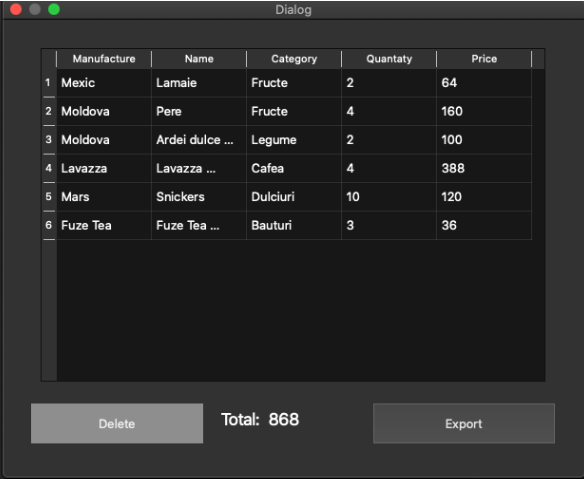 Dialog
Manufacture Name Category Quantaty Price
1 Mexic Lamaie Fructe 2 64
2 Moldova Pere Fructe 4 160
3 Moldova Ardei dulce ... Legume 2 100
4 Lavazza Lavazza ... Cafea 4 388
5 Mars Snickers Dulciuri 10 120
6 Fuze Tea Fuze Tea ... Bauturi 3 36
Delete Total: 868 Export